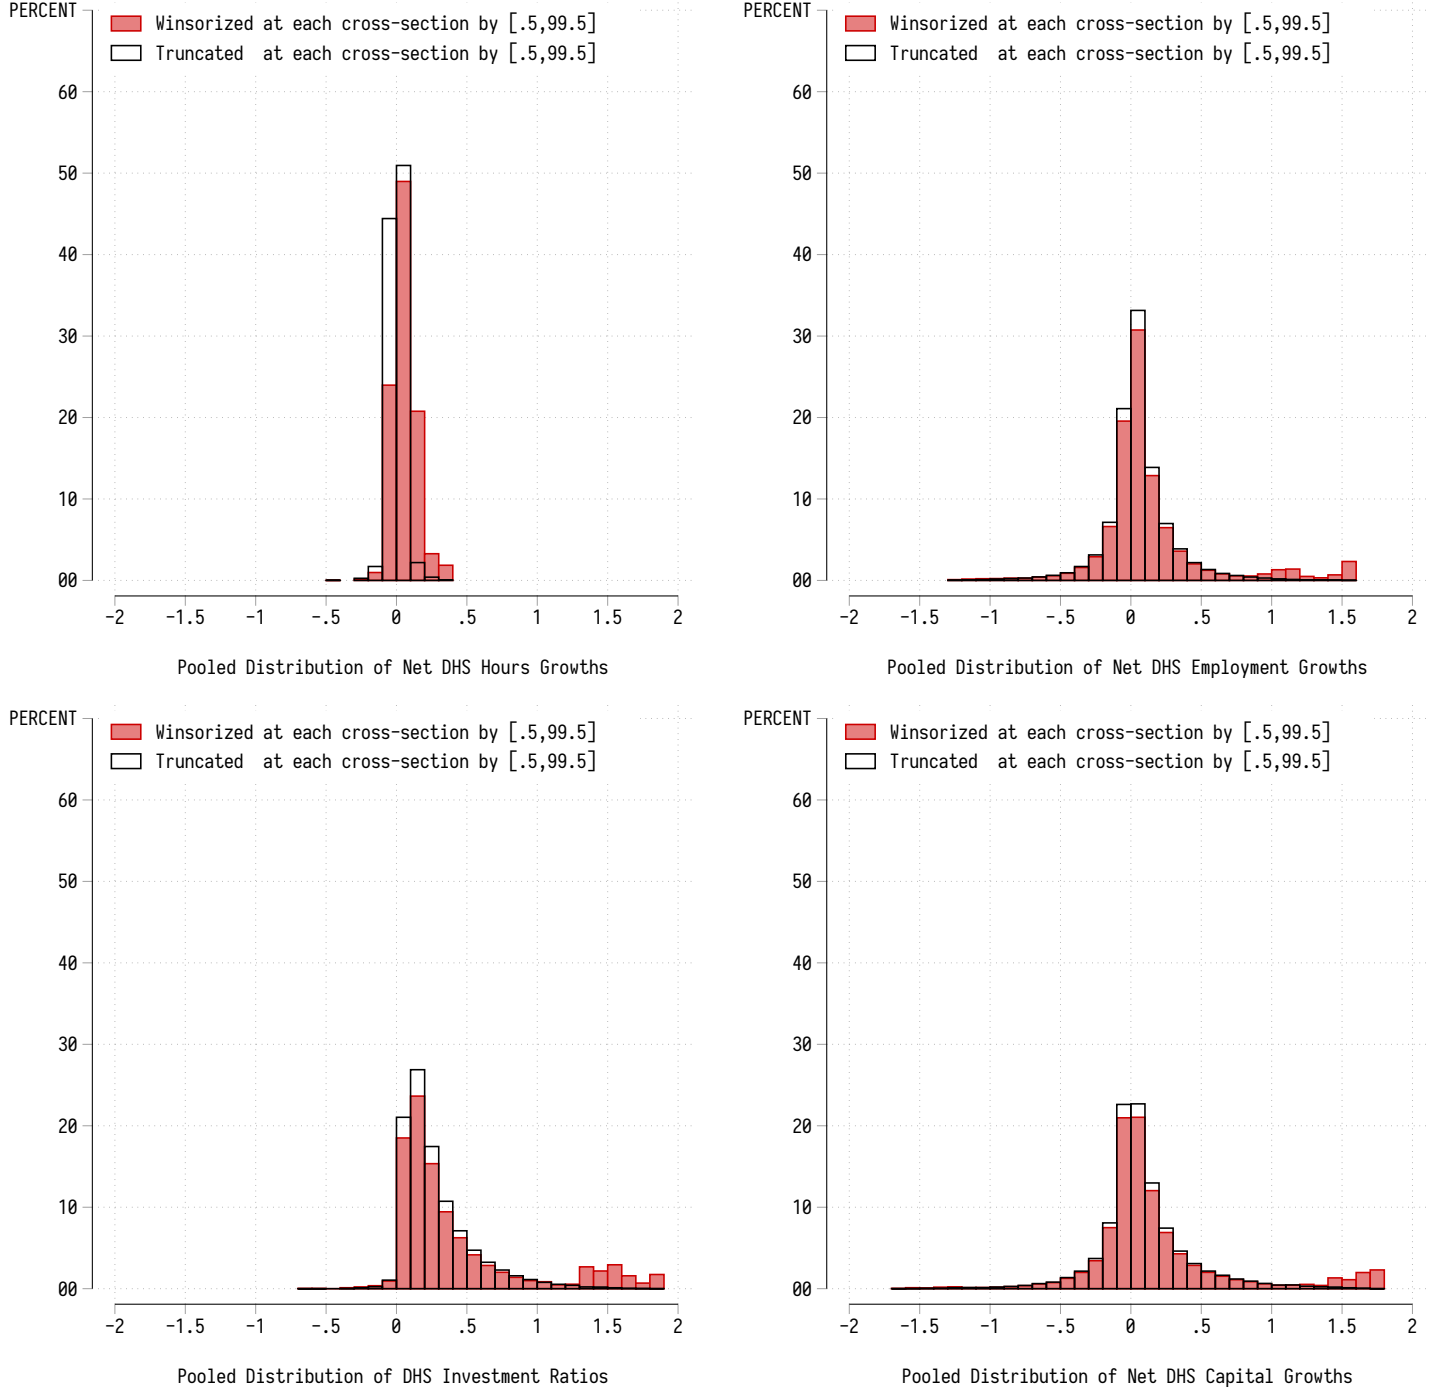 PERCENT
Winsorized at each cross-section by [.5,99.5]
Truncated  at each cross-section by [.5,99.5]
60
50
40
30
20
10
00
-2 -1.5 -1 -.5 0 .5 1 1.5 2
Pooled Distribution of Net DHS Hours Growths
PERCENT
Winsorized at each cross-section by [.5,99.5]
Truncated  at each cross-section by [.5,99.5]
60
50
40
30
20
10
00
-2 -1.5 -1 -.5 0 .5 1 1.5 2
Pooled Distribution of Net DHS Employment Growths
PERCENT
Winsorized at each cross-section by [.5,99.5]
Truncated  at each cross-section by [.5,99.5]
60
50
40
30
20
10
00
-2 -1.5 -1 -.5 0 .5 1 1.5 2
Pooled Distribution of DHS Investment Ratios
PERCENT
Winsorized at each cross-section by [.5,99.5]
Truncated  at each cross-section by [.5,99.5]
60
50
40
30
20
10
00
-2 -1.5 -1 -.5 0 .5 1 1.5 2
Pooled Distribution of Net DHS Capital Growths